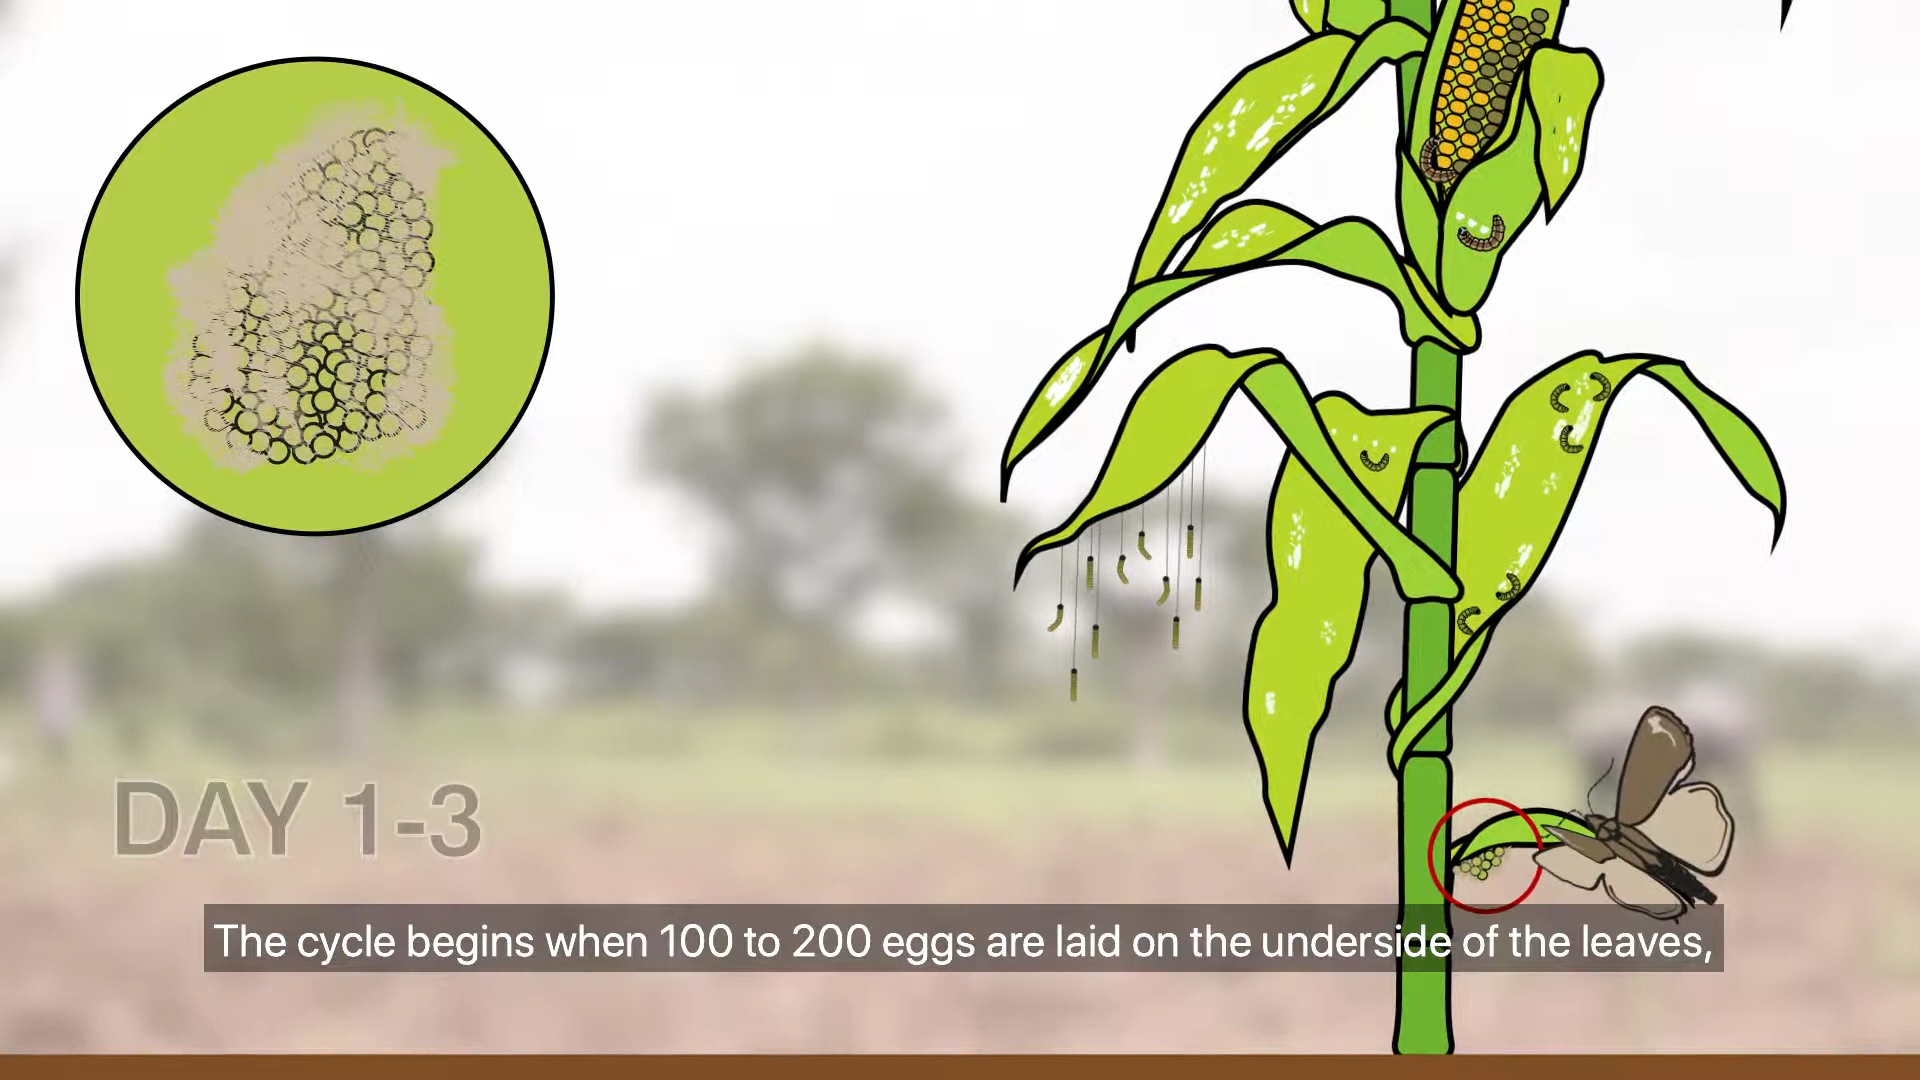 DAY 1-3
The cycle begins when 100 to 200 eggs are laid on the underside of the leaves,